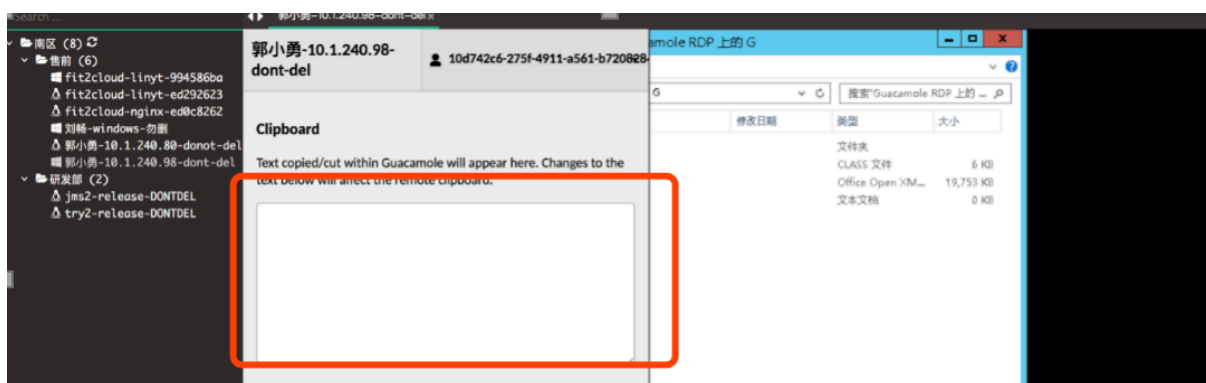 Search ...
南区 (8)
售前 (6)
fit2cloud-linyt-994586ba
fit2cloud-linyt-ed292623
fit2cloud-nginx-ed0c8262
刘畅-windows-勿删
郭小勇-10.1.240.80-donot-del
郭小勇-10.1.240.98-dont-del
研发部 (2)
jms2-release-DONTDEL
try2-release-DONTDEL
郭小勇-10.1.240.98-dont-del
郭小勇-10.1.240.98-
dont-del
10d742c6-275f-4911-a561-b720828
Clipboard
Text copied/cut within Guacamole will appear here. Changes to the
text below will affect the remote clipboard.
amole RDP 上的 G
G
搜索"Guacamole RDP 上的 ...
修改日期
类型
大小
文件夹
CLASS 文件
6 KB
Office Open XM...
19,753 KB
文本文档
0 KB